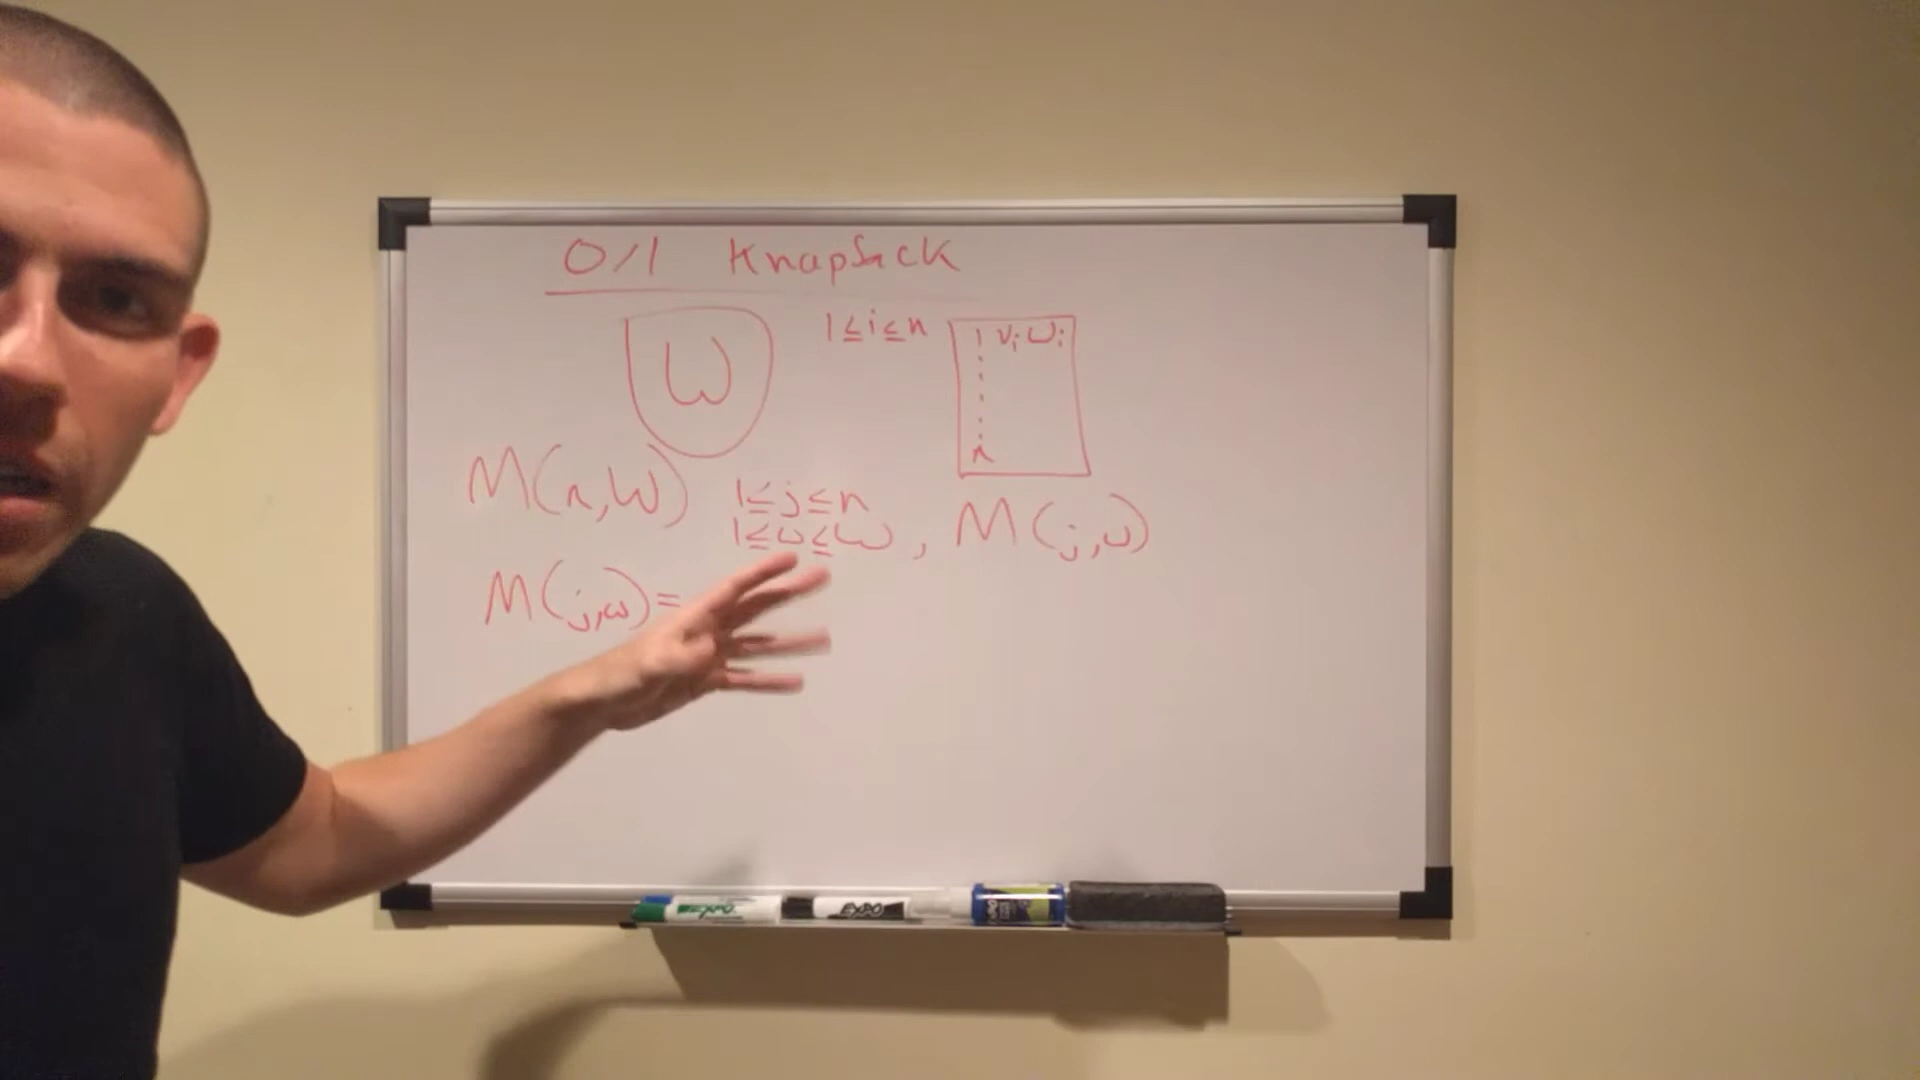 0/1 Knapsack
W
1≤i≤n
1 vᵢ wᵢ
n
M(n,W)
1≤j≤n
1≤w≤W, M(j,w)
M(j,w)=
EXPO
EXPO